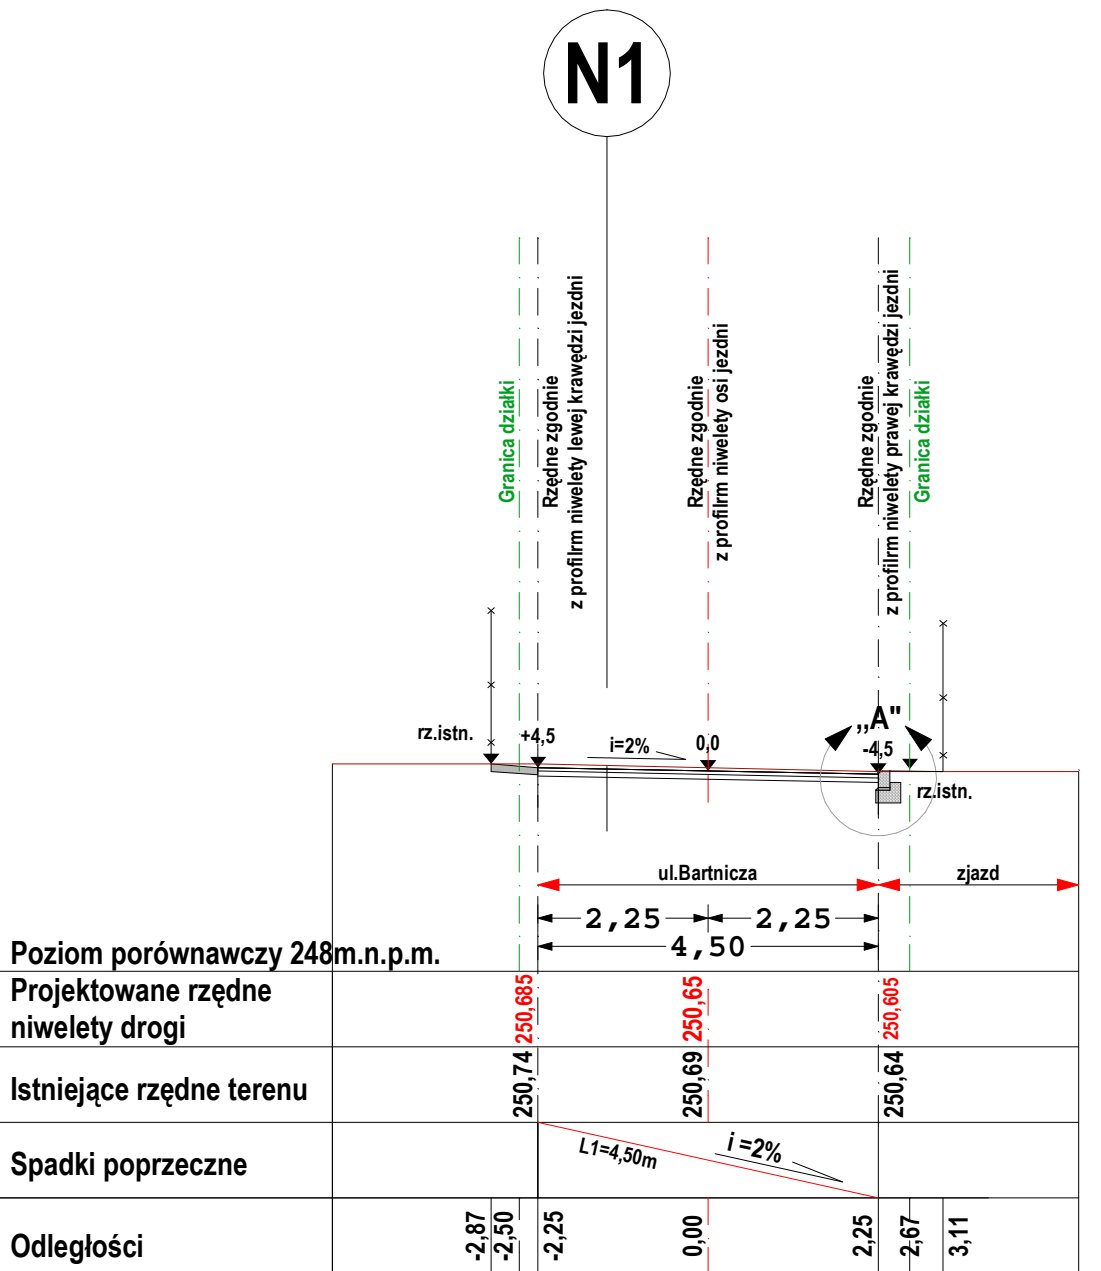 N1
Granica działki
Rzędne zgodnie
z profilrm niwelety lewej krawędzi jezdni
Rzędne zgodnie
z profilrm niwelety osi jezdni
Rzędne zgodnie
z profilrm niwelety prawej krawędzi jezdni
Granica działki
„A"
rz.istn.
+4,5
i=2%
0,0
-4,5
rz.istn.
ul.Bartnicza
zjazd
2,25
2,25
4,50
Poziom porównawczy 248m.n.p.m.
Projektowane rzędne
niwelety drogi
250,685
250,65
250,605
Istniejące rzędne terenu
250,74
250,69
250,64
Spadki poprzeczne
L1=4,50m
i =2%
Odległości
-2,87
-2,50
-2,25
0,00
2,25
2,67
3,11